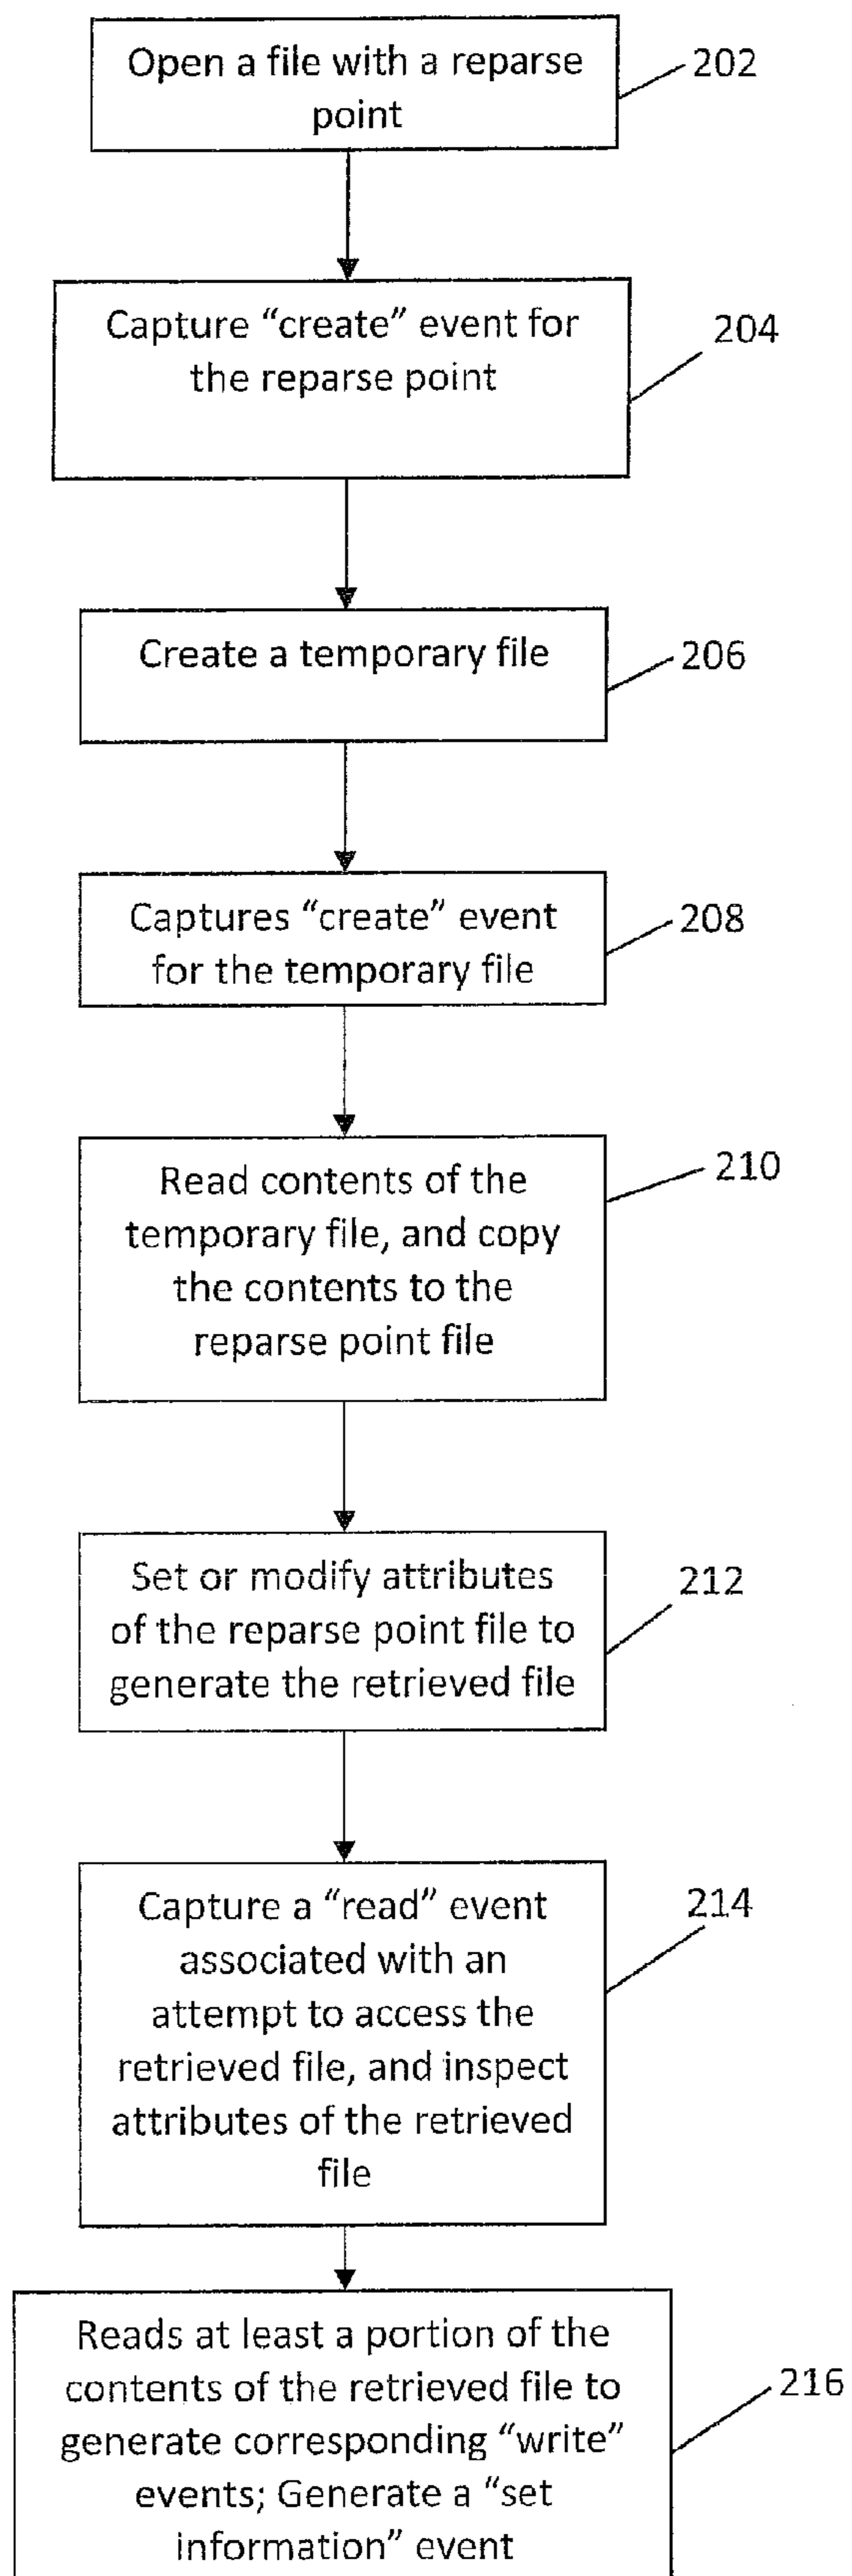 Open a file with a reparse
point
202
Capture “create” event for
the reparse point
204
Create a temporary file
206
Captures “create” event
for the temporary file
208
Read contents of the
temporary file, and copy
the contents to the
reparse point file
210
Set or modify attributes
of the reparse point file to
generate the retrieved file
212
Capture a “read” event
associated with an
attempt to access the
retrieved file, and inspect
attributes of the retrieved
file
214
Reads at least a portion of the
contents of the retrieved file to
generate corresponding “write”
events; Generate a “set
information” event
216